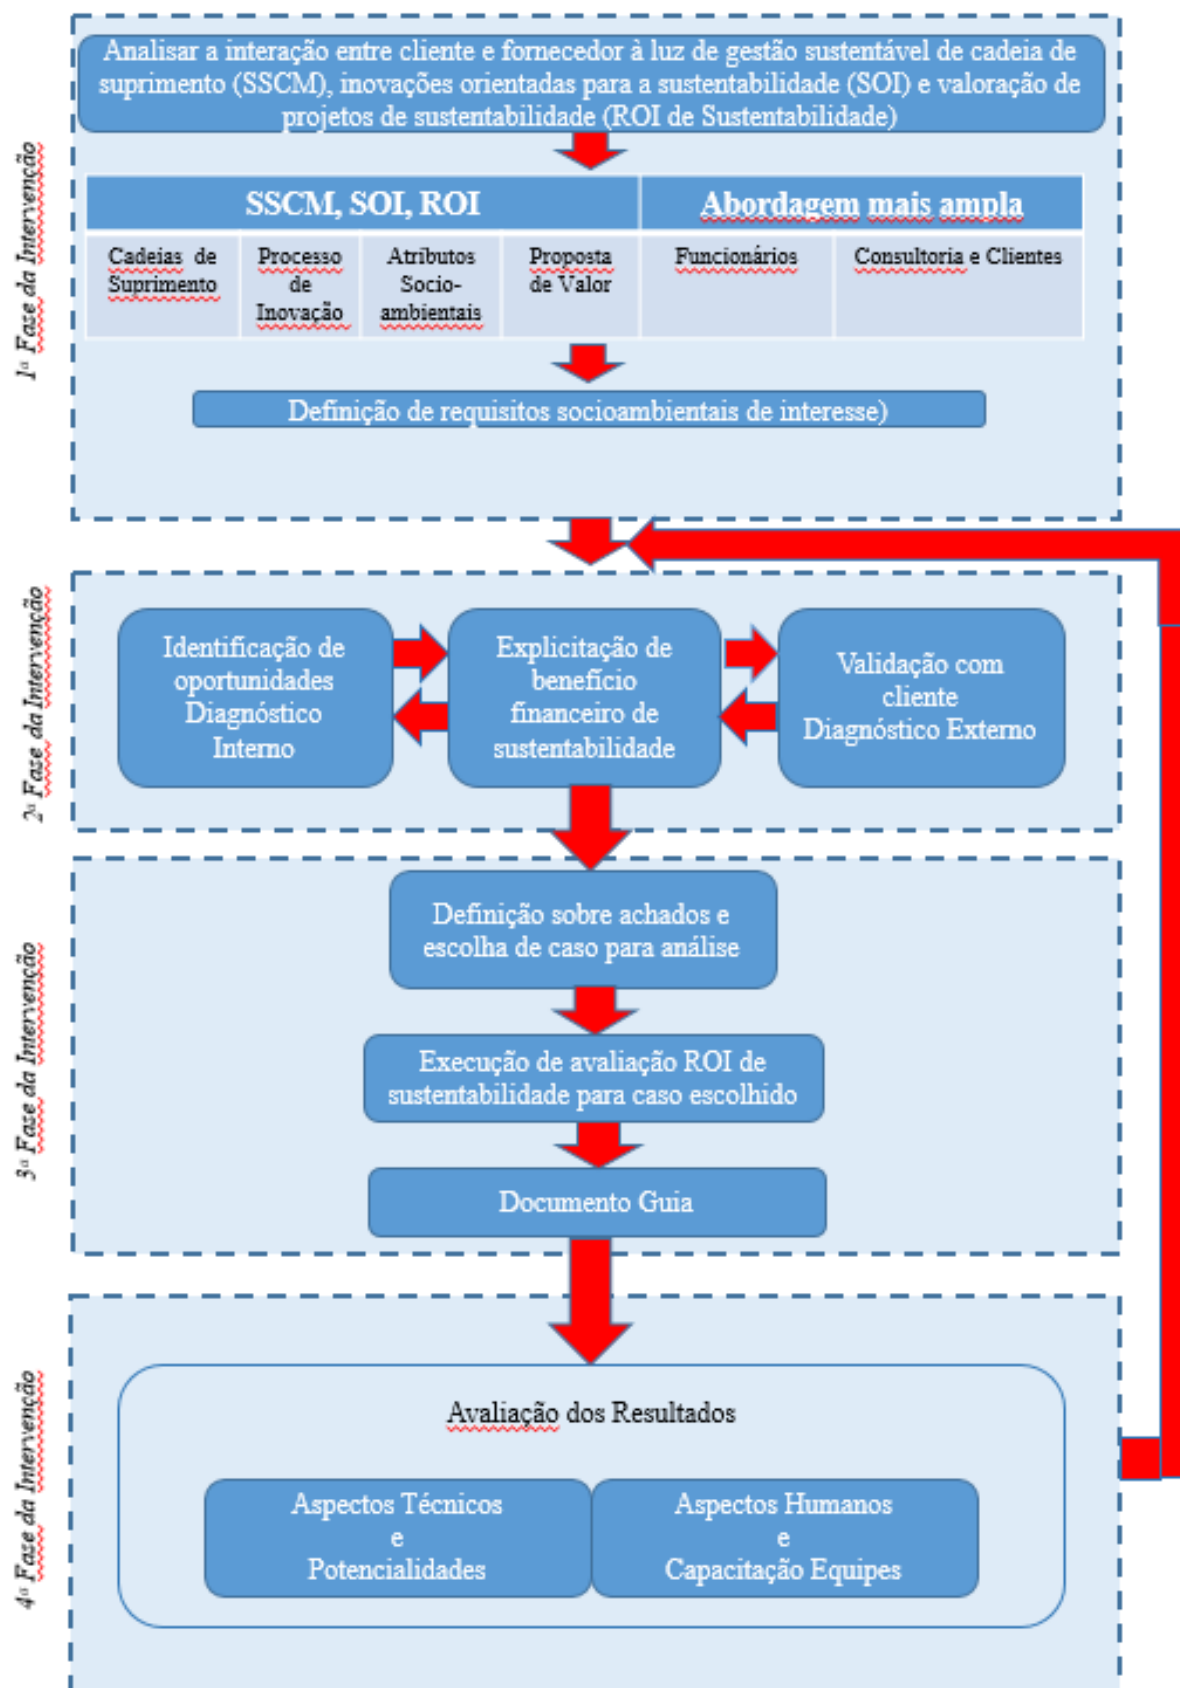 1ª Fase da Intervenção
Analisar a interação entre cliente e fornecedor à luz de gestão sustentável de cadeia de
suprimento (SSCM), inovações orientadas para a sustentabilidade (SOI) e valoração de
projetos de sustentabilidade (ROI de Sustentabilidade)
SSCM, SOI, ROI
Abordagem mais ampla
Cadeias de
Suprimento
Processo
de
Inovação
Atributos
Socio-
ambientais
Proposta
de Valor
Funcionários
Consultoria e Clientes
Definição de requisitos socioambientais de interesse)
2ª Fase da Intervenção
Identificação de
oportunidades
Diagnóstico
Interno
Explicitação de
benefício
financeiro de
sustentabilidade
Validação com
cliente
Diagnóstico Externo
3ª Fase da Intervenção
Definição sobre achados e
escolha de caso para análise
Execução de avaliação ROI de
sustentabilidade para caso escolhido
Documento Guia
4ª Fase da Intervenção
Avaliação dos Resultados
Aspectos Técnicos
e
Potencialidades
Aspectos Humanos
e
Capacitação Equipes